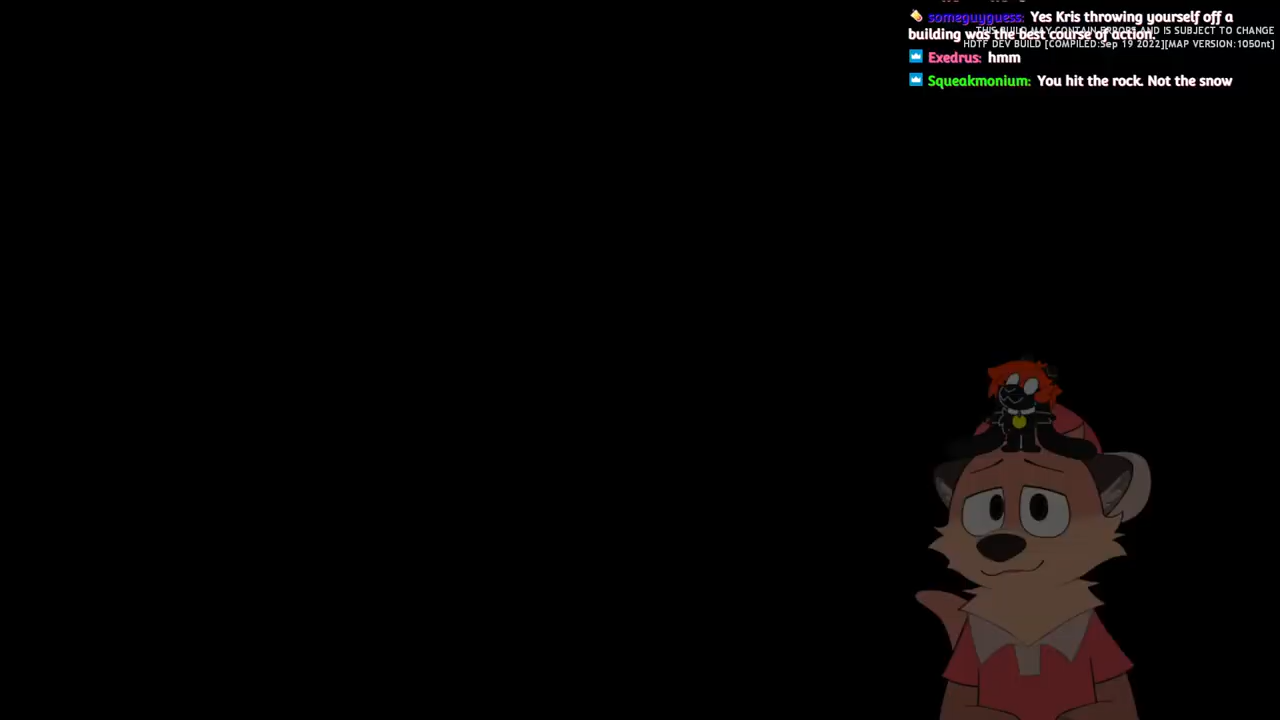 someguyguess: Yes Kris throwing yourself off a
building was the best course of action.
THIS BUILD MAY CONTAIN ERRORS AND IS SUBJECT TO CHANGE
HDTF DEV BUILD [COMPILED:Sep 19 2022][MAP VERSION:1050nt]
Exedrus: hmm
Squeakmonium: You hit the rock. Not the snow